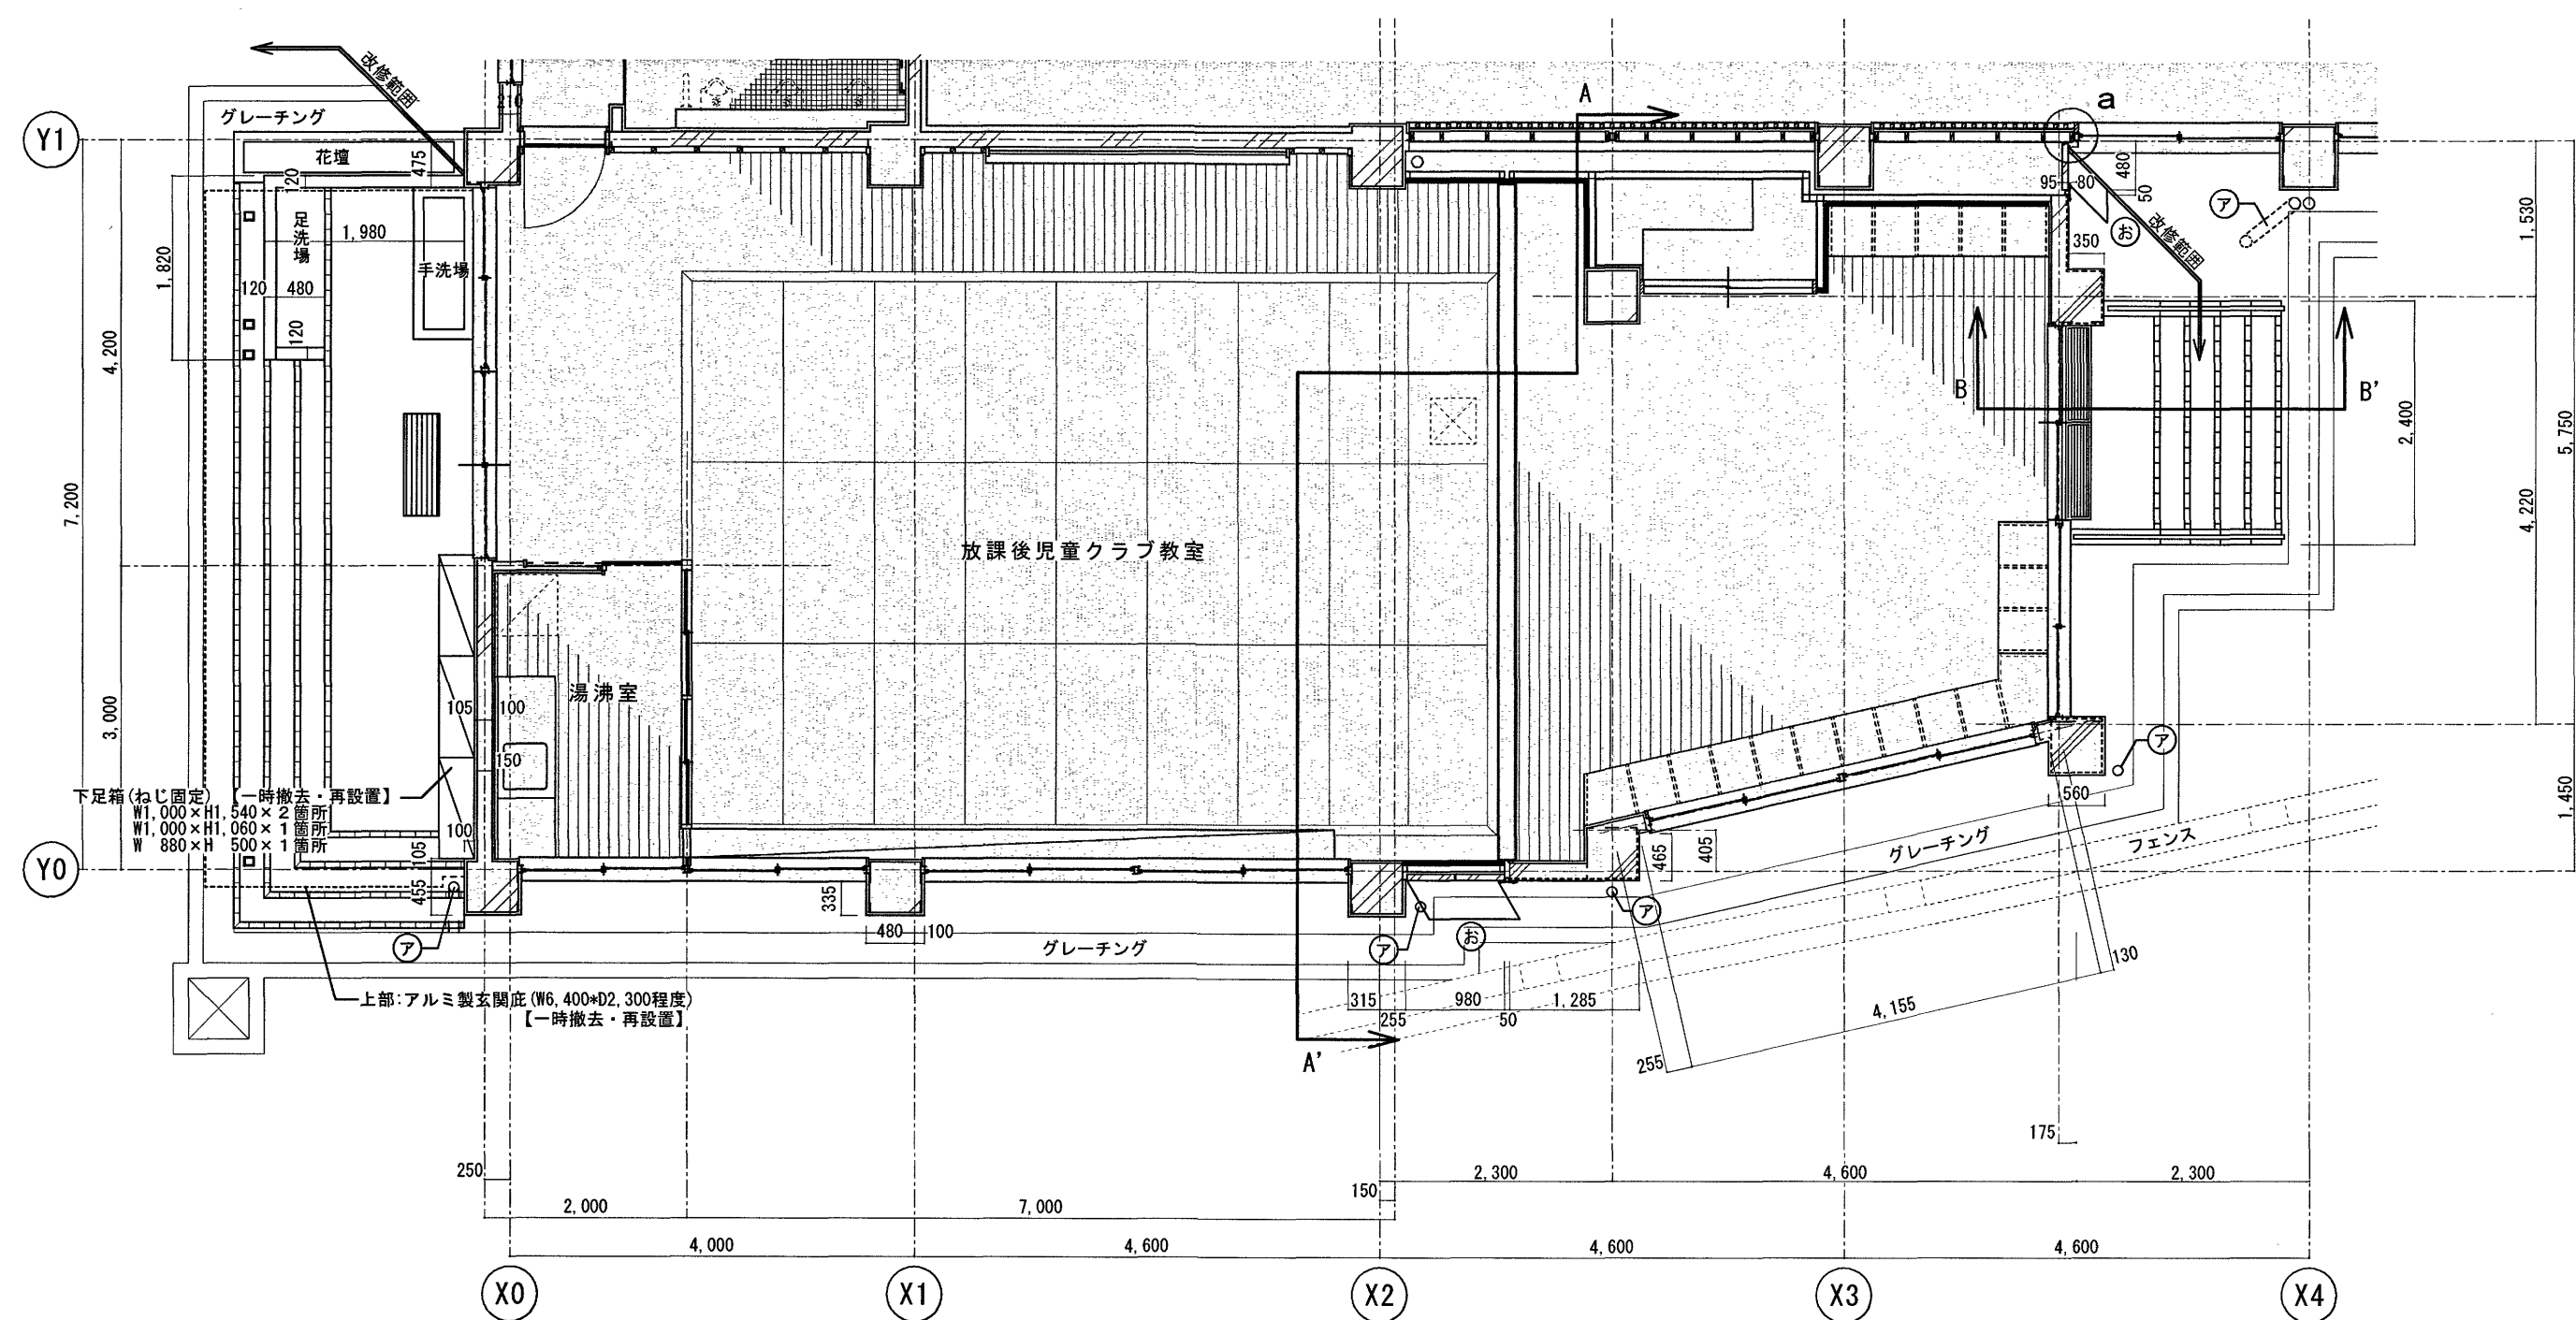 改修範囲
グレーチング
花壇
Y1
210
475
120
足洗場
1,980
手洗場
1,820
120
480
120
4,200
7,200
3,000
A
a
480
95
80
50
ア
お
350
改修範囲
1,530
B
B'
2,400
5,750
4,220
1,450
放課後児童クラブ教室
湯沸室
105
100
150
下足箱(ねじ固定) 【一時撤去・再設置】
W1,000×H1,540×2箇所
W1,000×H1,060×1箇所
W 880×H 500×1箇所
100
105
455
Y0
ア
335
480
100
グレーチング
ア
お
ア
465
405
560
ア
グレーチング
フェンス
上部:アルミ製玄関庇(W6,400*D2,300程度)
【一時撤去・再設置】
315
980
1,285
255
50
A'
130
4,155
255
175
250
2,300
4,600
2,300
150
2,000
7,000
4,000
4,600
4,600
4,600
X0
X1
X2
X3
X4